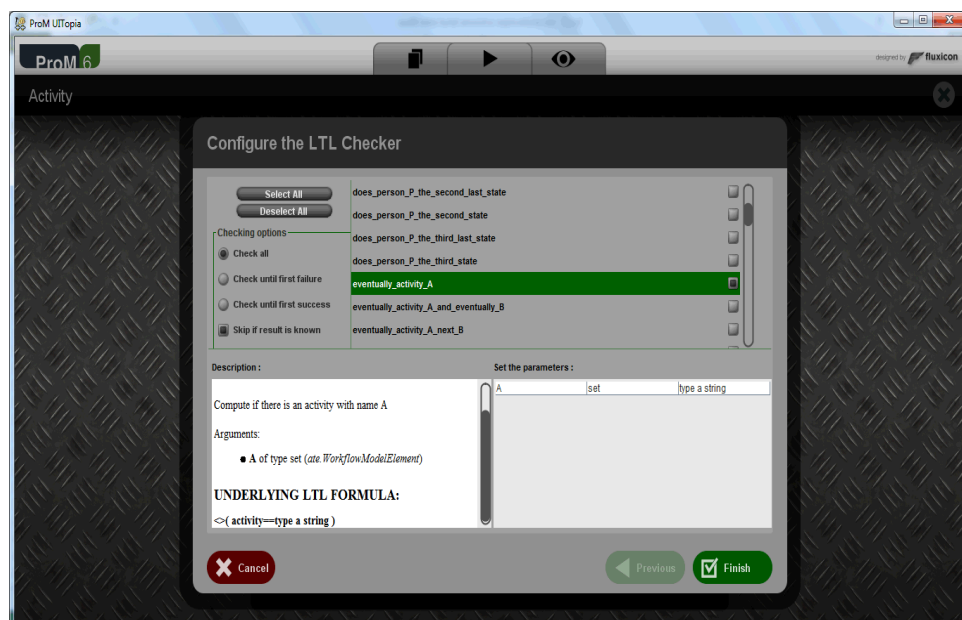 ProM UITopia
ProM 6
designed by fluxicon
Activity
Configure the LTL Checker
Select All
Deselect All
Checking options
Check all
Check until first failure
Check until first success
Skip if result is known
does_person_P_the_second_last_state
does_person_P_the_second_state
does_person_P_the_third_last_state
does_person_P_the_third_state
eventually_activity_A
eventually_activity_A_and_eventually_B
eventually_activity_A_next_B
Description :
Compute if there is an activity with name A
Arguments:
● A of type set (ate.WorkflowModelElement)
UNDERLYING LTL FORMULA:
<>( activity==type a string )
Set the parameters :
A set type a string
Cancel
Previous
Finish